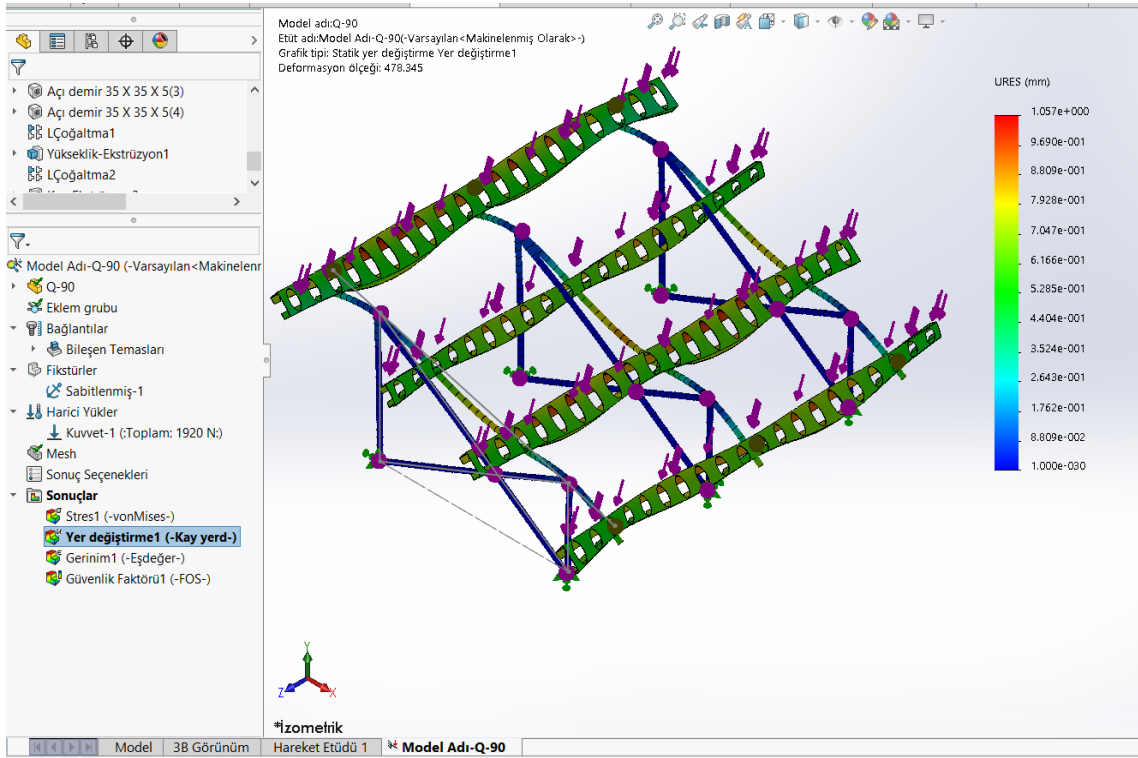 Model adı:Q-90
Etüt adı:Model Adı-Q-90(-Varsayılan<Makinelenmiş Olarak>-)
Grafik tipi: Statik yer değiştirme Yer değiştirme1
Deformasyon ölçeği: 478.345
Açı demir 35 X 35 X 5(3)
Açı demir 35 X 35 X 5(4)
LÇoğaltma1
Yükseklik-Ekstrüzyon1
LÇoğaltma2
Model Adı-Q-90 (-Varsayılan<Makinelenr
Q-90
Eklem grubu
Bağlantılar
Bileşen Temasları
Fikstürler
Sabitlenmiş-1
Harici Yükler
Kuvvet-1 (:Toplam: 1920 N:)
Mesh
Sonuç Seçenekleri
Sonuçlar
Stres1 (-vonMises-)
Yer değiştirme1 (-Kay yerd-)
Gerinim1 (-Eşdeğer-)
Güvenlik Faktörü1 (-FOS-)
URES (mm)
1.057e+000
9.690e-001
8.809e-001
7.928e-001
7.047e-001
6.166e-001
5.285e-001
4.404e-001
3.524e-001
2.643e-001
1.762e-001
8.809e-002
1.000e-030
Y
Z
X
*İzometrik
Model
3B Görünüm
Hareket Etüdü 1
Model Adı-Q-90